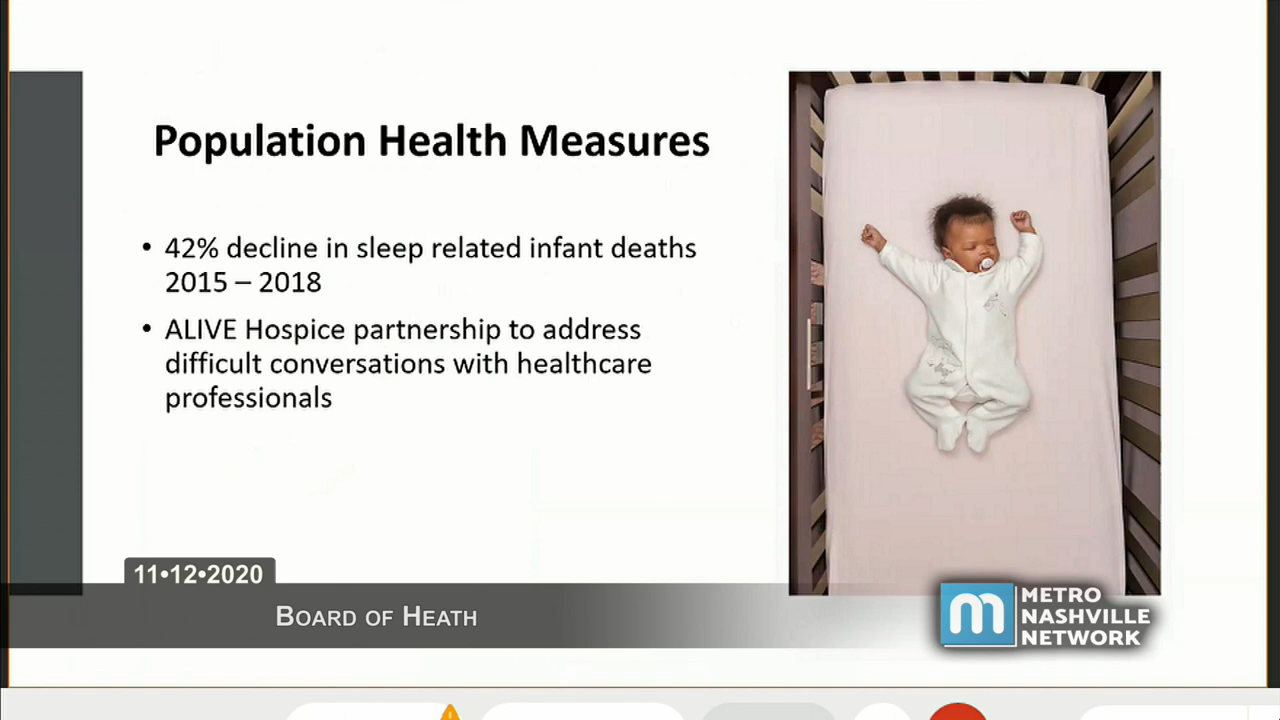 Population Health Measures
• 42% decline in sleep related infant deaths
2015 – 2018
• ALIVE Hospice partnership to address
difficult conversations with healthcare
professionals
11•12•2020
BOARD OF HEATH
m METRO
NASHVILLE
NETWORK